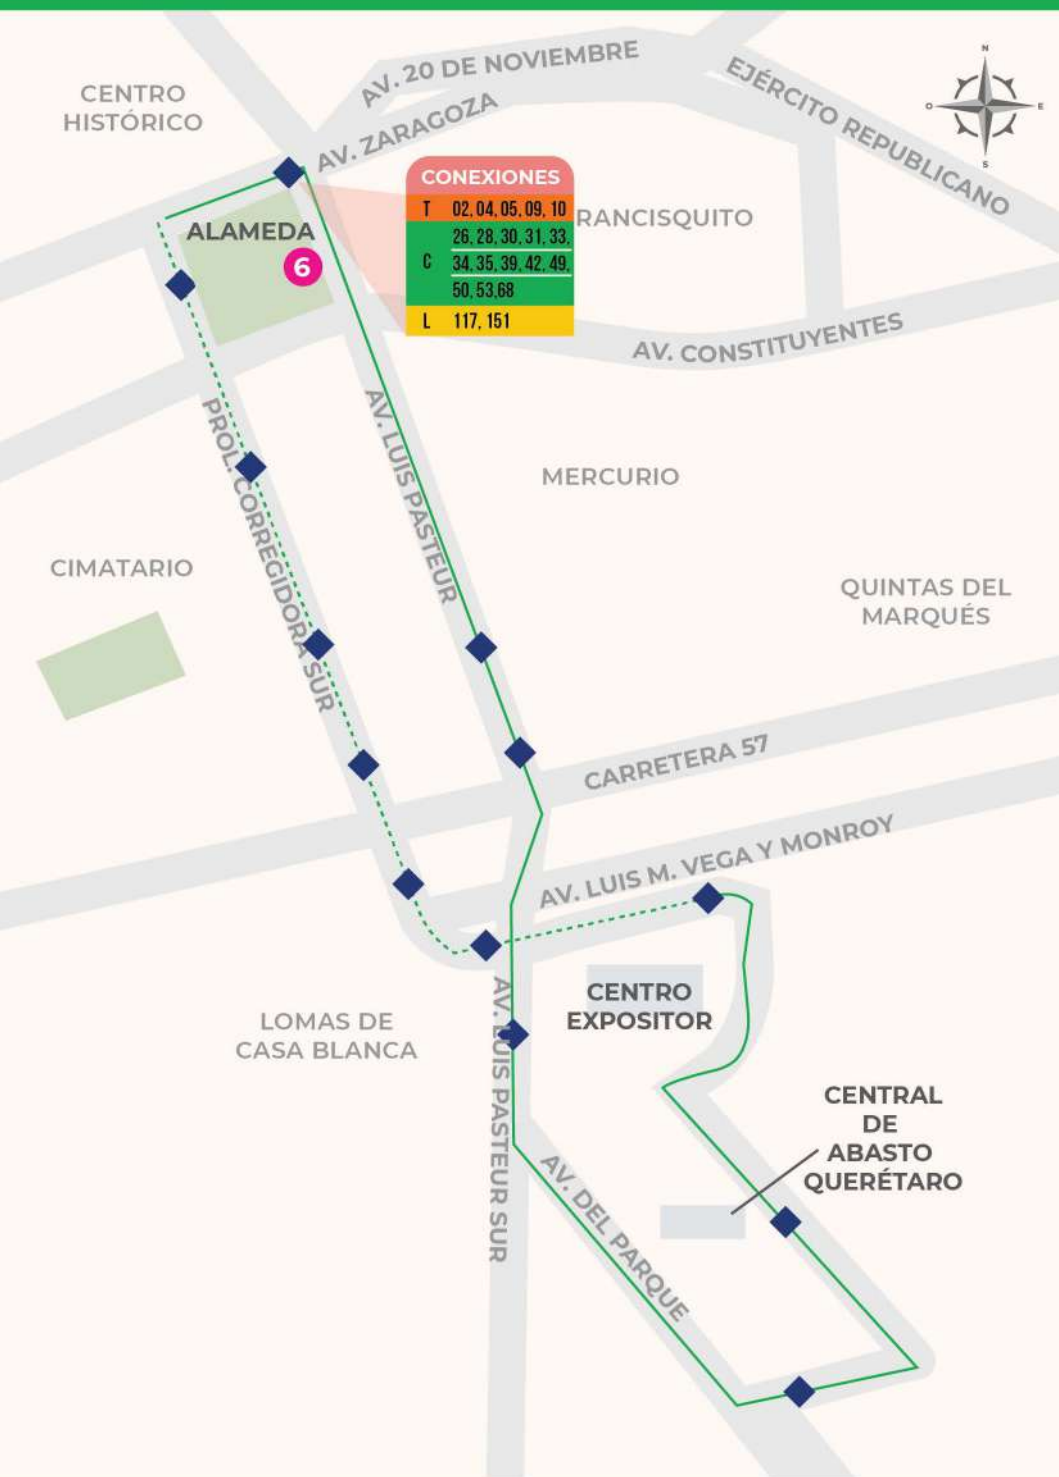 N
O
E
S
AV. 20 DE NOVIEMBRE
EJÉRCITO REPUBLICANO
CENTRO
HISTÓRICO
AV. ZARAGOZA
CONEXIONES
T 02, 04, 05, 09, 10
C 26, 28, 30, 31, 33,
34, 35, 39, 42, 49,
50, 53,68
L 117, 151
RANCISQUITO
ALAMEDA
6
AV. CONSTITUYENTES
PROL. CORREGIDORA SUR
AV. LUIS PASTEUR
MERCURIO
CIMATARIO
QUINTAS DEL
MARQUÉS
CARRETERA 57
AV. LUIS M. VEGA Y MONROY
CENTRO
EXPOSITOR
LOMAS DE
CASA BLANCA
AV. LUIS PASTEUR SUR
CENTRAL
DE
ABASTO
QUERÉTARO
AV. DEL PARQUE